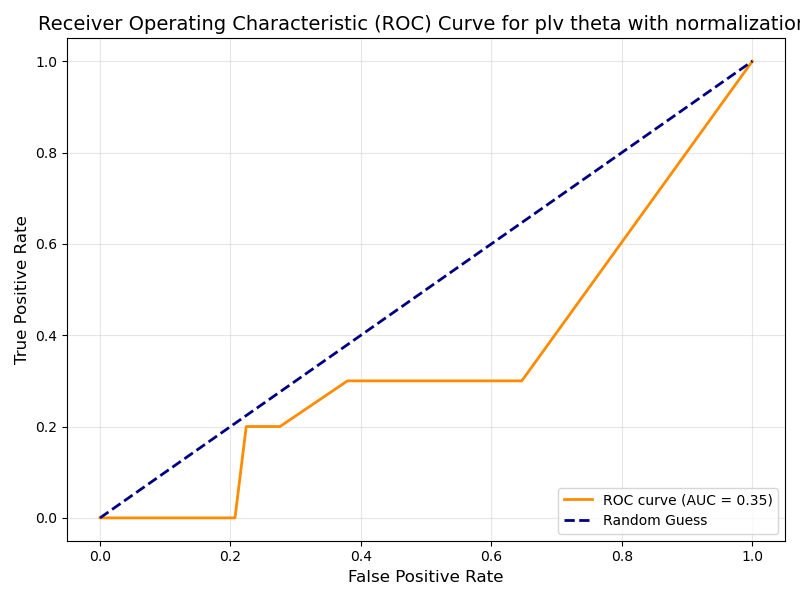 Receiver Operating Characteristic (ROC) Curve for plv theta with normalization
True Positive Rate
1.0
0.8
0.6
0.4
0.2
0.0
ROC curve (AUC = 0.35)
Random Guess
0.0 0.2 0.4 0.6 0.8 1.0
False Positive Rate